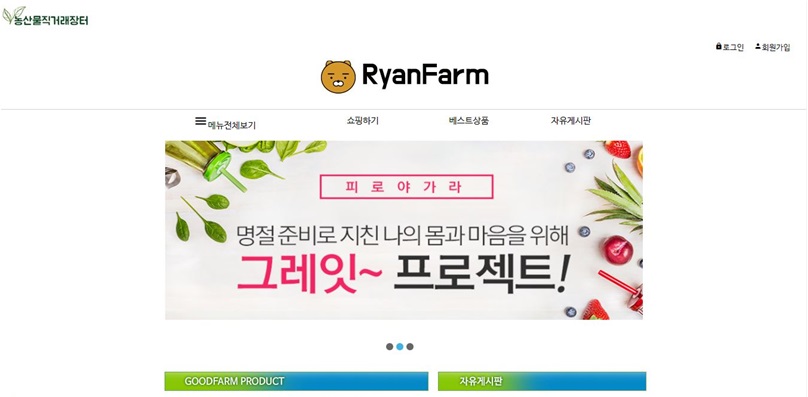 농산물직거래장터
로그인 회원가입
RyanFarm
메뉴전체보기 쇼핑하기 베스트상품 자유게시판
피로야가라
명절 준비로 지친 나의 몸과 마음을 위해
그레잇~ 프로젝트!
GOODFARM PRODUCT 자유게시판